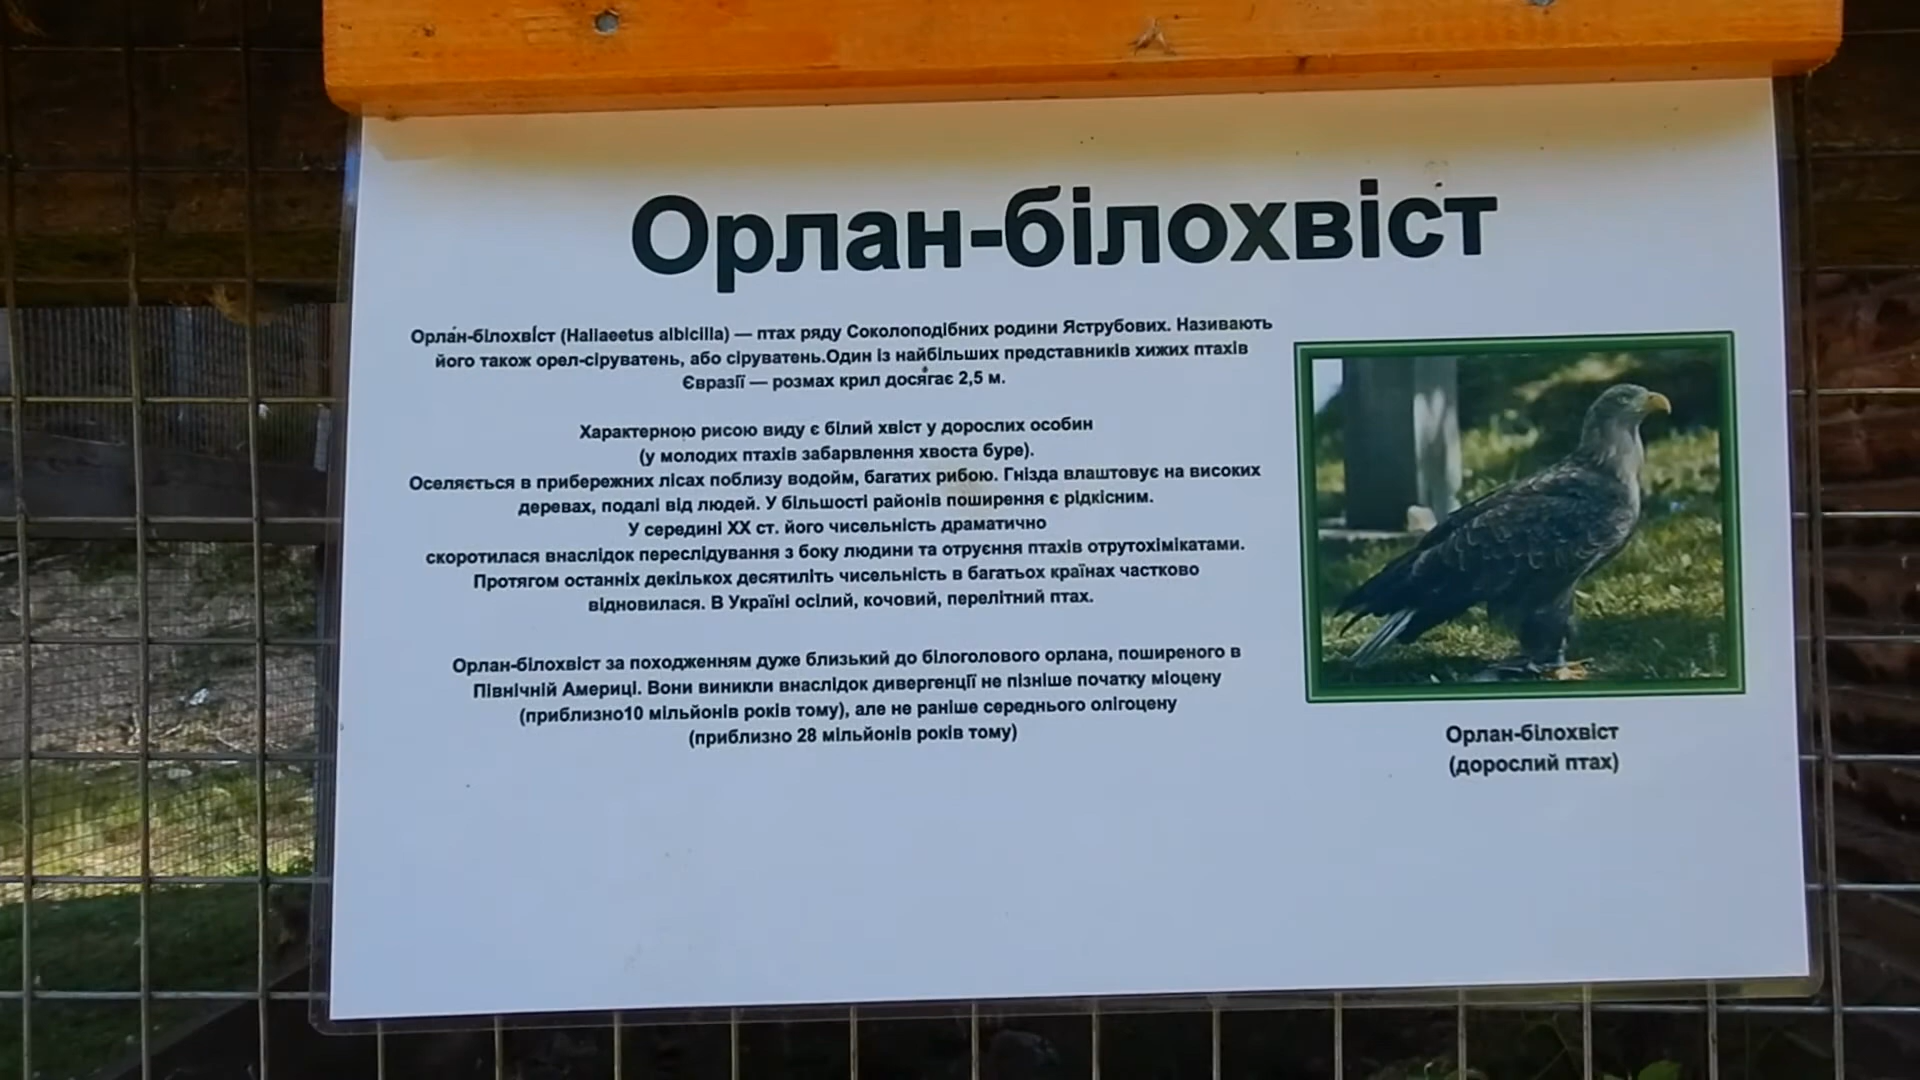 Орлан-білохвіст
Орла́н-білохвíст (Haliaeetus albicilla) — птах ряду Соколоподібних родини Яструбових. Називають
його також орел-сіруватень, або сіруватень.Один із найбільших представників хижих птахів
Євразії — розмах крил досягає 2,5 м.
Характерною рисою виду є білий хвіст у дорослих особин
(у молодих птахів забарвлення хвоста буре).
Оселяється в прибережних лісах поблизу водойм, багатих рибою. Гнізда влаштовує на високих
деревах, подалі від людей. У більшості районів поширення є рідкісним.
У середині XX ст. його чисельність драматично
скоротилася внаслідок переслідування з боку людини та отруєння птахів отрутохімікатами.
Протягом останніх декількох десятиліть чисельність в багатьох країнах частково
відновилася. В Україні осілий, кочовий, перелітний птах.
Орлан-білохвіст за походженням дуже близький до білоголового орлана, поширеного в
Північній Америці. Вони виникли внаслідок дивергенції не пізніше початку міоцену
(приблизно10 мільйонів років тому), але не раніше середнього олігоцену
(приблизно 28 мільйонів років тому)
Орлан-білохвіст
(дорослий птах)